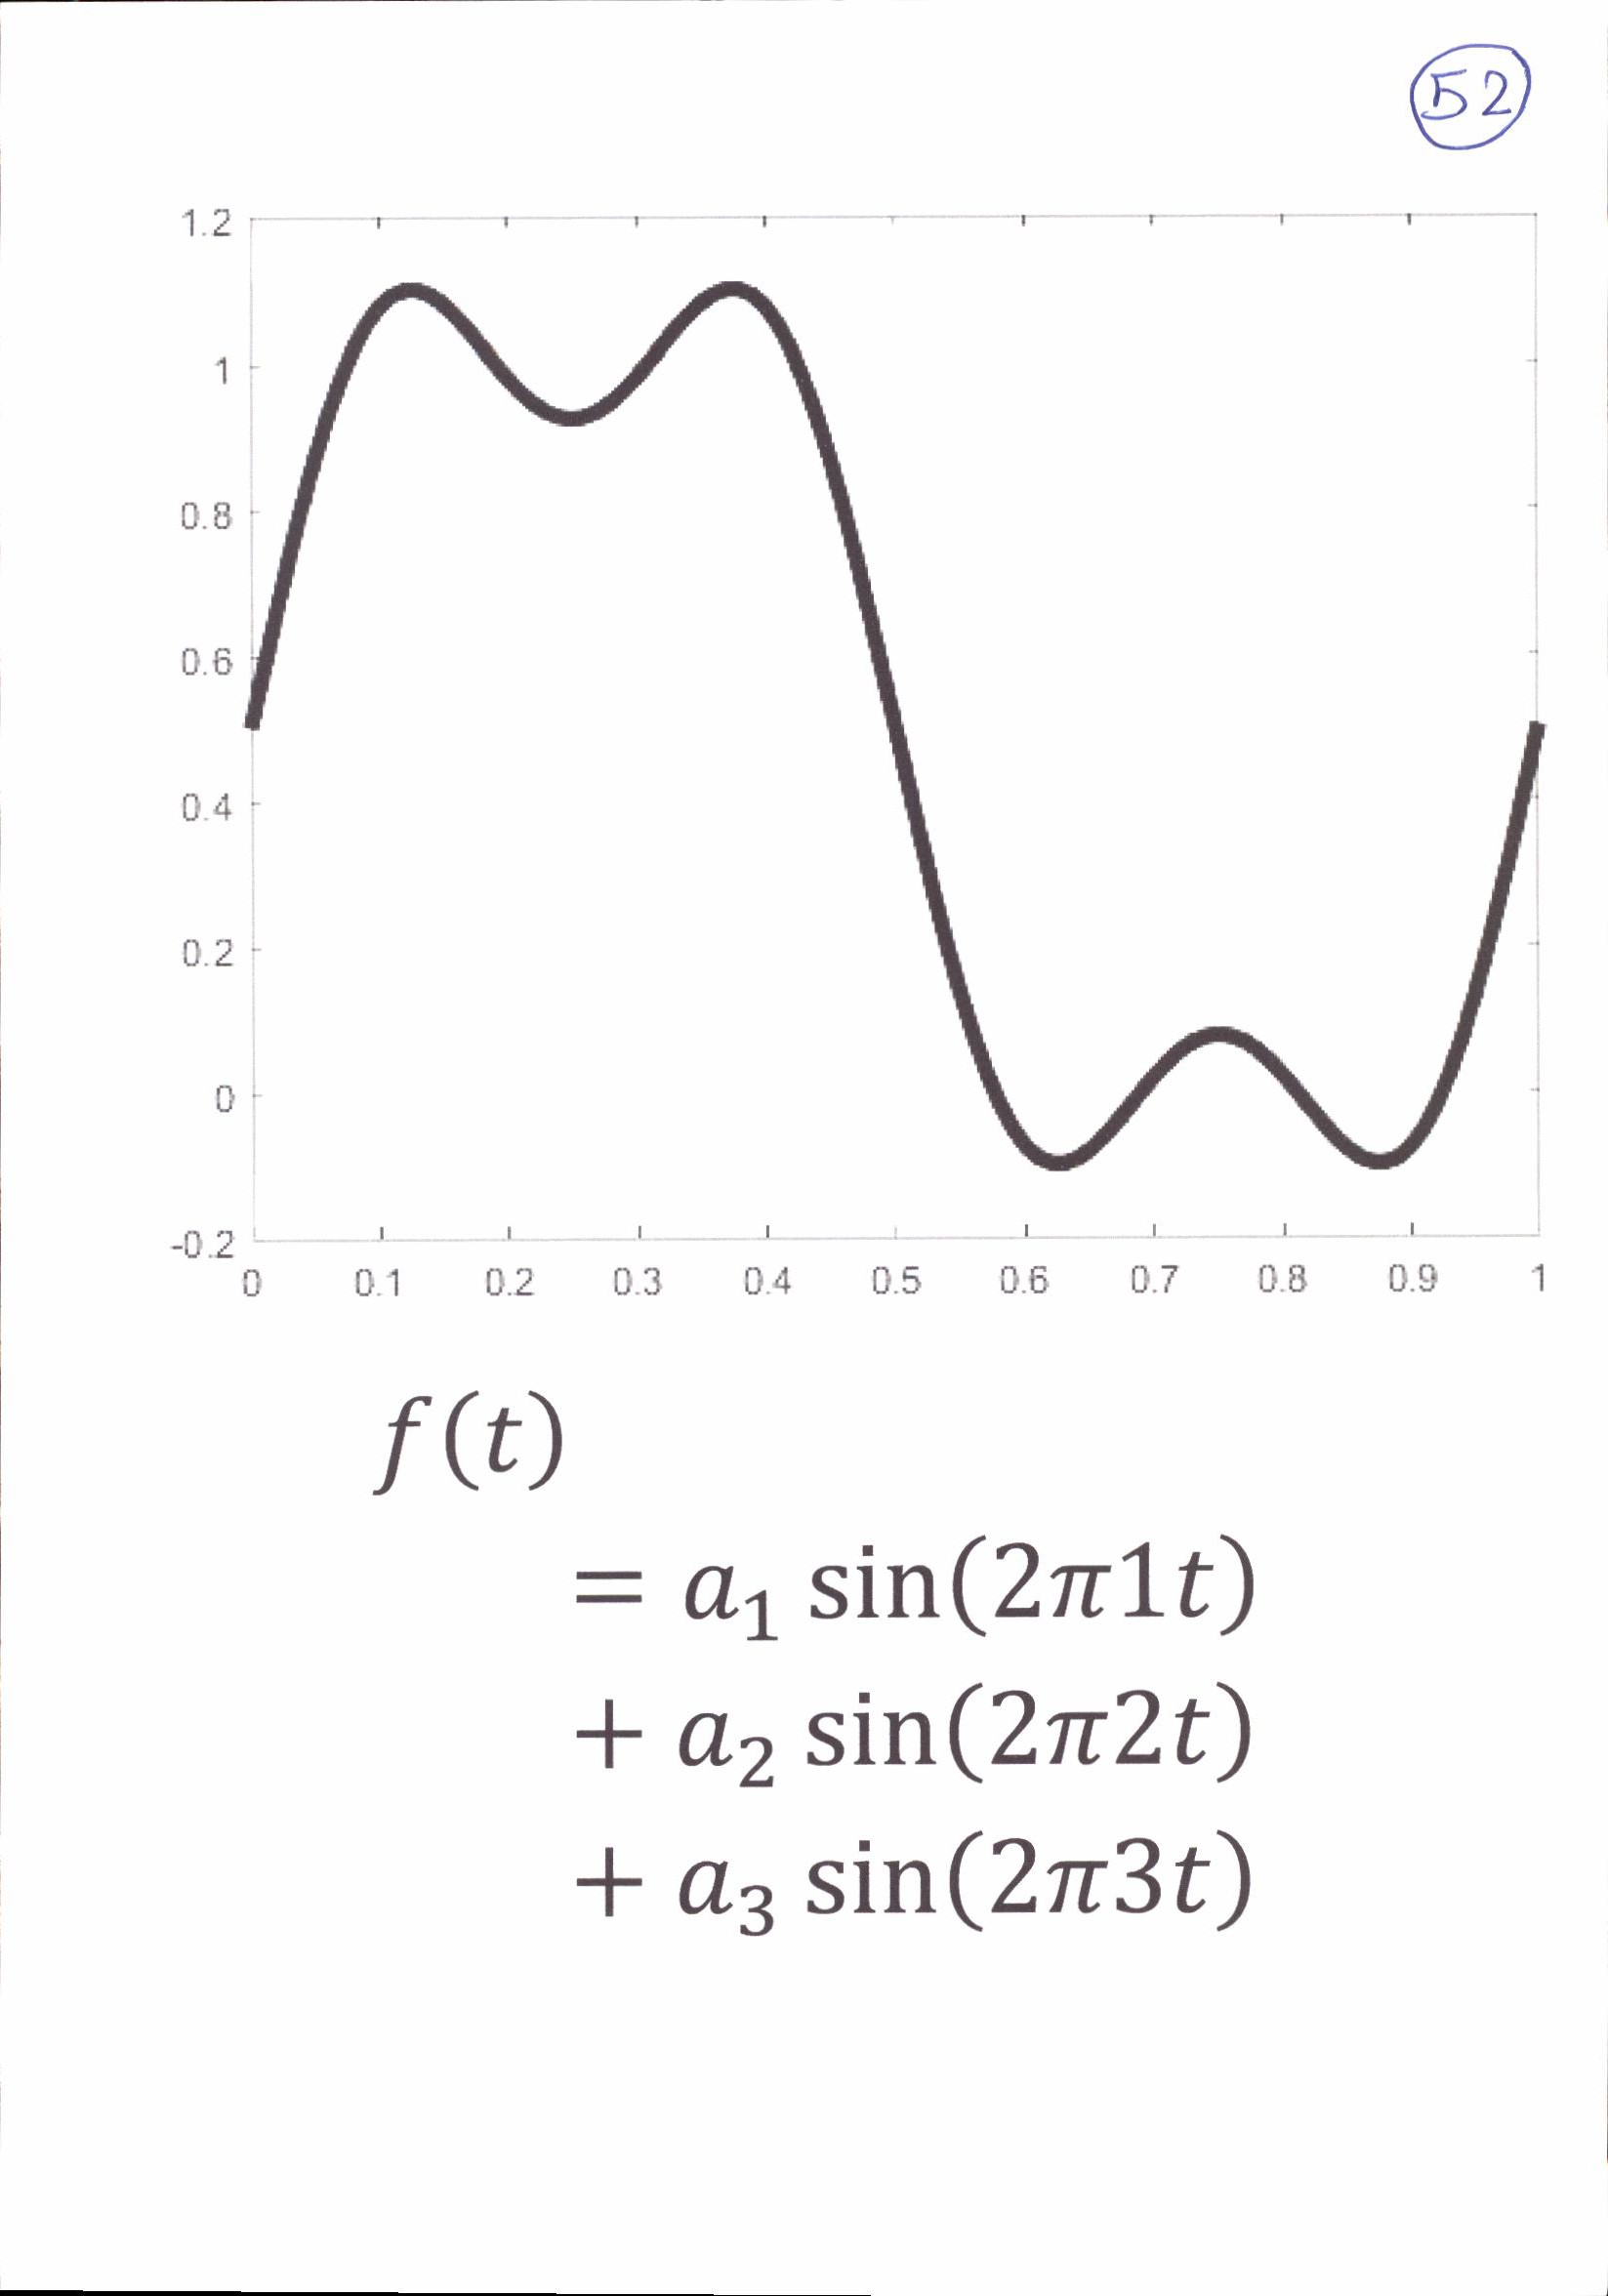 52
1.2
1
0.8
0.6
0.4
0.2
0
-0.2
0 0.1 0.2 0.3 0.4 0.5 0.6 0.7 0.8 0.9 1
f(t)
= a₁ sin(2π1t)
+ a₂ sin(2π2t)
+ a₃ sin(2π3t)